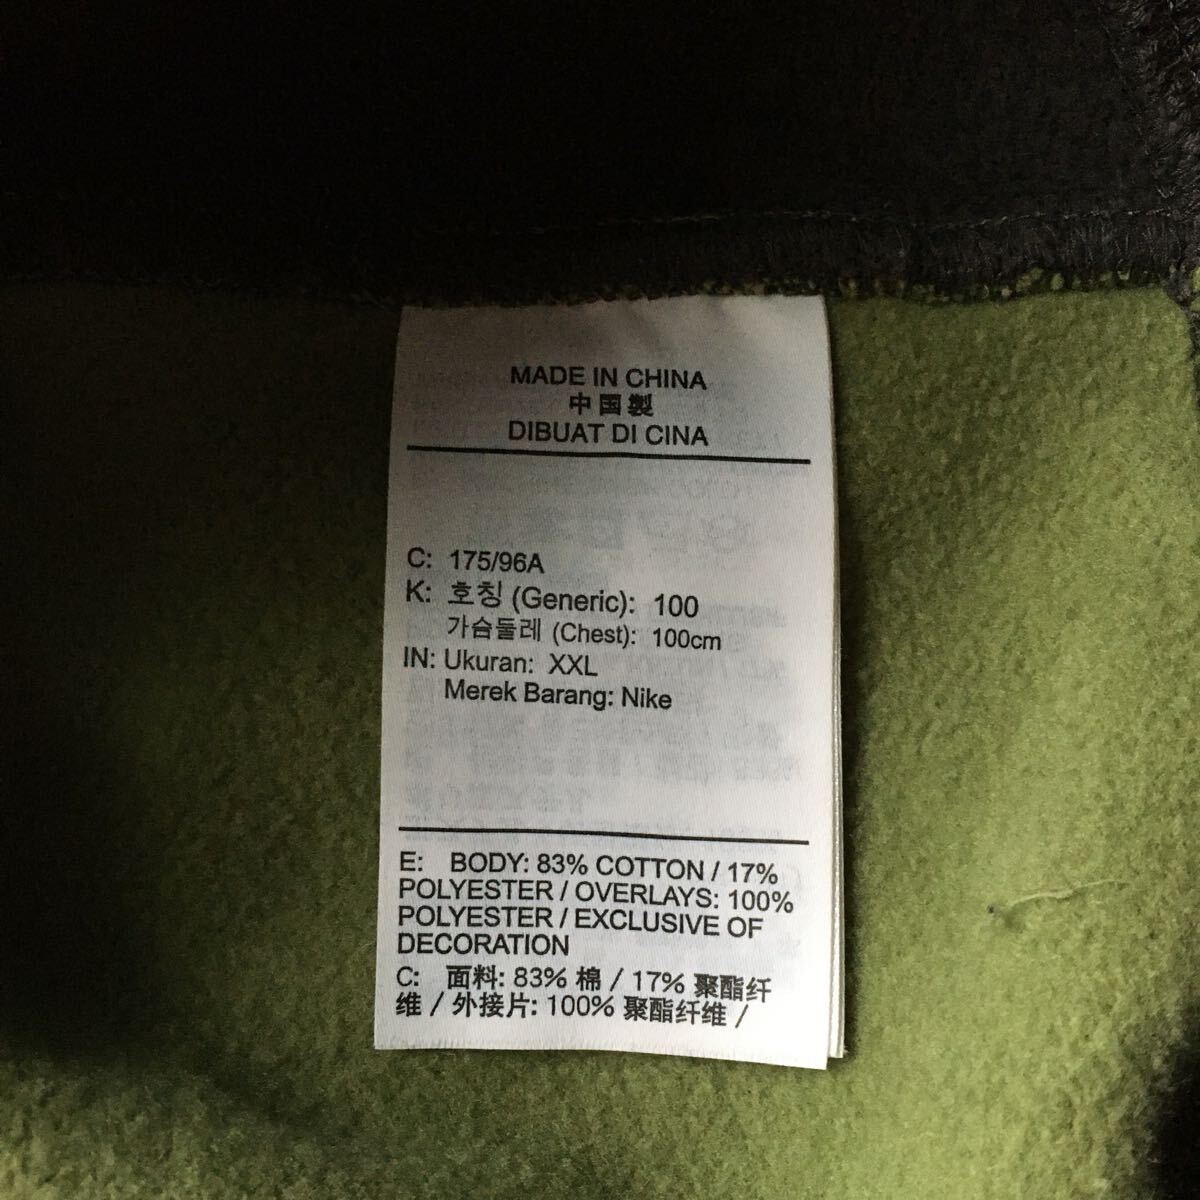 MADE IN CHINA
中国製
DIBUAT DI CINA
C: 175/96A
K: 호칭 (Generic): 100
가슴둘레 (Chest): 100cm
IN: Ukuran: XXL
Merek Barang: Nike
E: BODY: 83% COTTON / 17%
POLYESTER / OVERLAYS: 100%
POLYESTER / EXCLUSIVE OF
DECORATION
C: 面料: 83% 棉 / 17% 聚酯纤
维 / 外接片: 100% 聚酯纤维 /